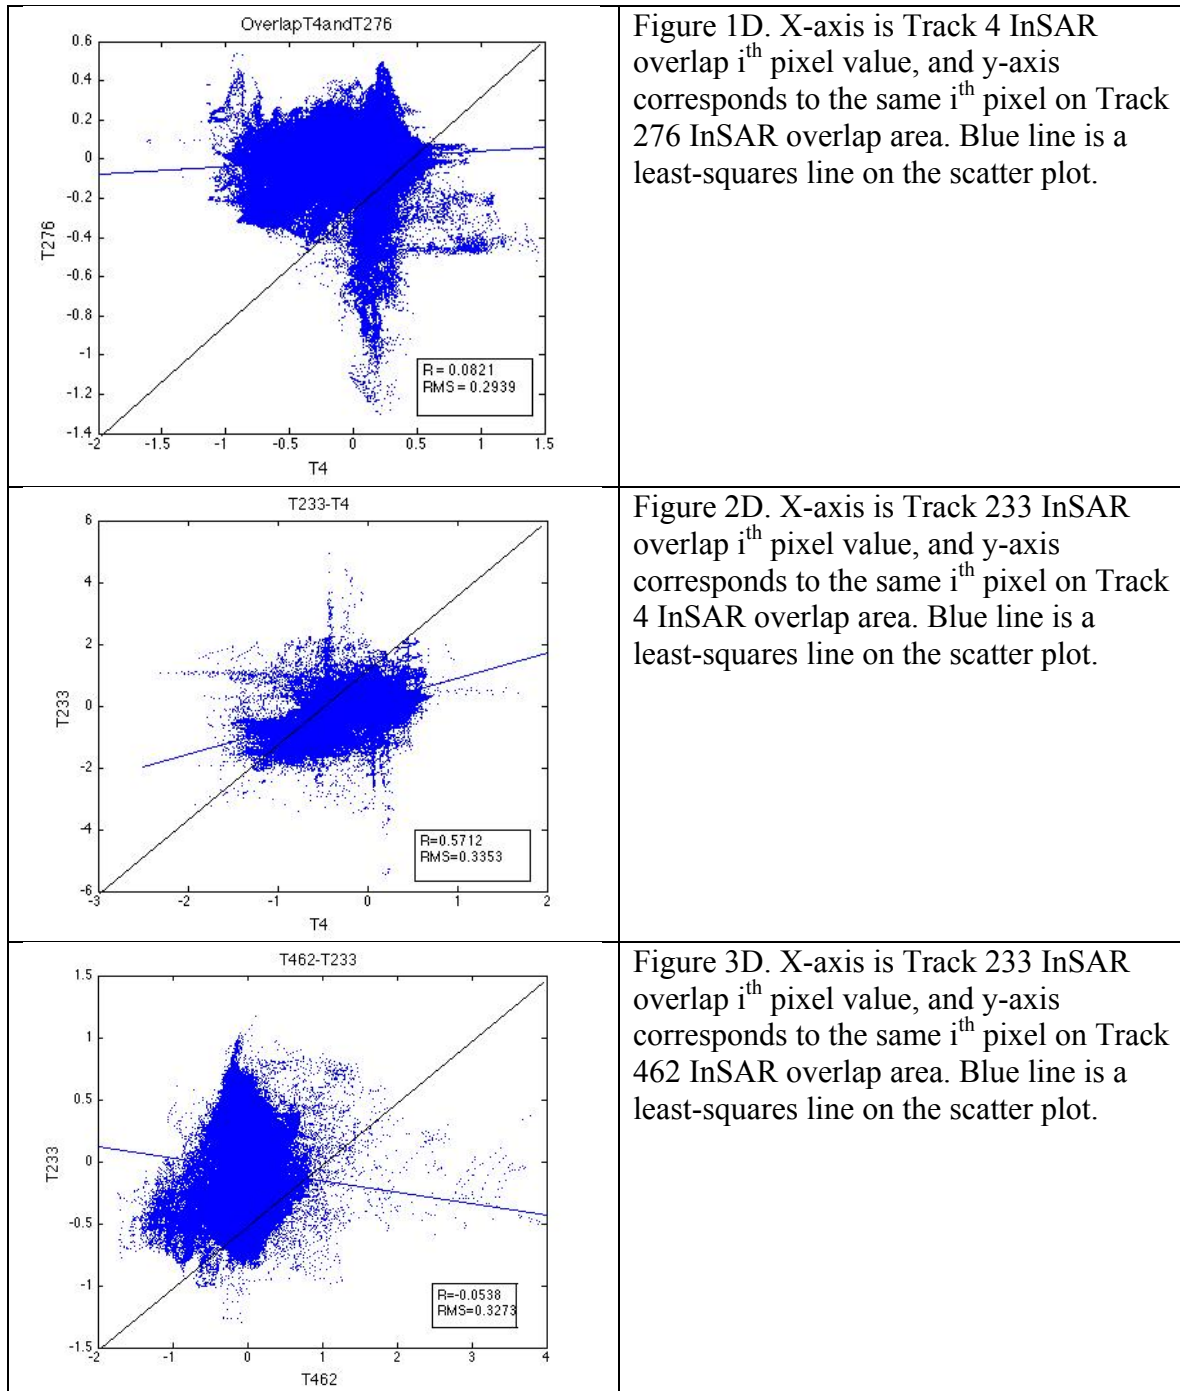 OverlapT4andT276
0.6
0.4
0.2
0
-0.2
-0.4
-0.6
-0.8
-1
-1.2
-1.4
T276
-2
-1.5
-1
-0.5
0
0.5
1
1.5
T4
R = 0.0821
RMS = 0.2939
Figure 1D. X-axis is Track 4 InSAR
overlap ith pixel value, and y-axis
corresponds to the same ith pixel on Track
276 InSAR overlap area. Blue line is a
least-squares line on the scatter plot.
T233-T4
6
4
2
0
-2
-4
-6
T233
-3
-2
-1
0
1
2
T4
R=0.5712
RMS=0.3353
Figure 2D. X-axis is Track 233 InSAR
overlap ith pixel value, and y-axis
corresponds to the same ith pixel on Track
4 InSAR overlap area. Blue line is a
least-squares line on the scatter plot.
T462-T233
1.5
1
0.5
0
-0.5
-1
-1.5
T233
-2
-1
0
1
2
3
4
T462
R=-0.0538
RMS=0.3273
Figure 3D. X-axis is Track 233 InSAR
overlap ith pixel value, and y-axis
corresponds to the same ith pixel on Track
462 InSAR overlap area. Blue line is a
least-squares line on the scatter plot.